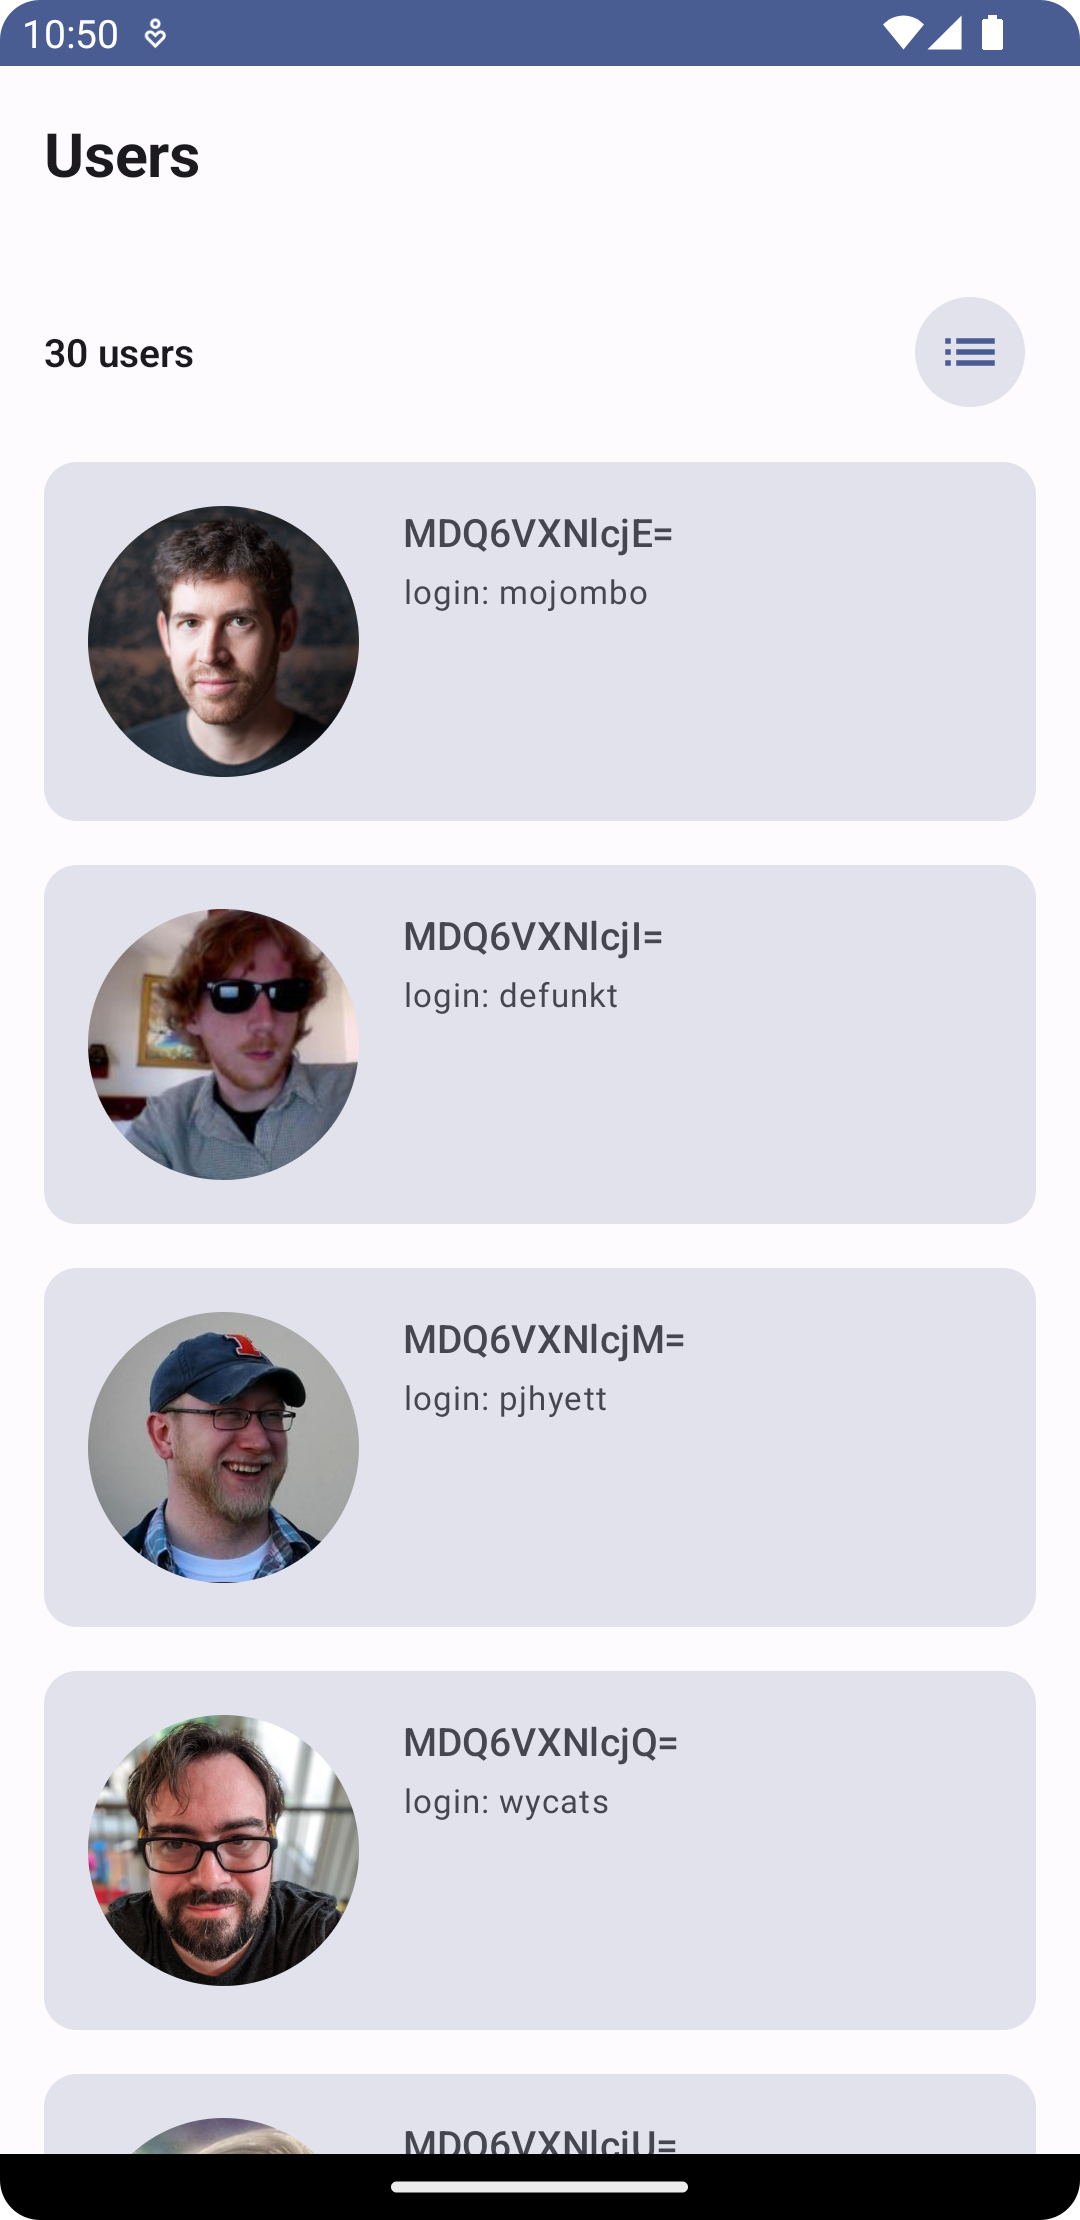 10:50
Users
30 users
MDQ6VXNlcjE=
login: mojombo
MDQ6VXNlcjI=
login: defunkt
MDQ6VXNlcjM=
login: pjhyett
MDQ6VXNlcjQ=
login: wycats
MDQ6VXNlcjU=